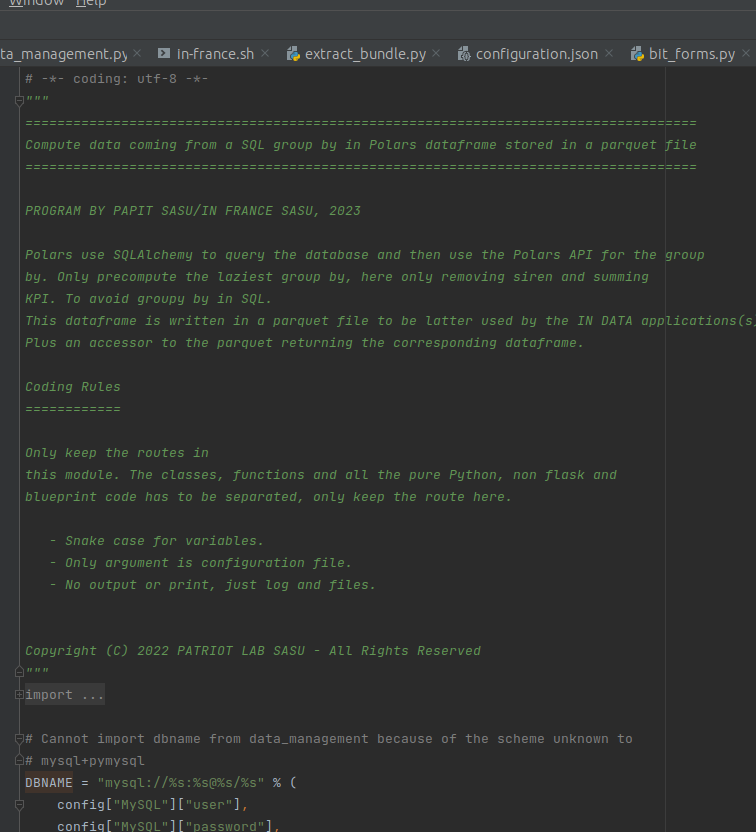 Window Help
ta_management.py in-france.sh extract_bundle.py configuration.json bit_forms.py
# -*- coding: utf-8 -*-
"""
====================================================================================
Compute data coming from a SQL group by in Polars dataframe stored in a parquet file
====================================================================================
PROGRAM BY PAPIT SASU/IN FRANCE SASU, 2023
Polars use SQLAlchemy to query the database and then use the Polars API for the group
by. Only precompute the laziest group by, here only removing siren and summing
KPI. To avoid groupy by in SQL.
This dataframe is written in a parquet file to be latter used by the IN DATA applications(s
Plus an accessor to the parquet returning the corresponding dataframe.
Coding Rules
============
Only keep the routes in
this module. The classes, functions and all the pure Python, non flask and
blueprint code has to be separated, only keep the route here.
- Snake case for variables.
- Only argument is configuration file.
- No output or print, just log and files.
Copyright (C) 2022 PATRIOT LAB SASU - All Rights Reserved
"""
import ...
# Cannot import dbname from data_management because of the scheme unknown to
# mysql+pymysql
DBNAME = "mysql://%s:%s@%s/%s" % (
config["MySQL"]["user"],
config["MySQL"]["password"],